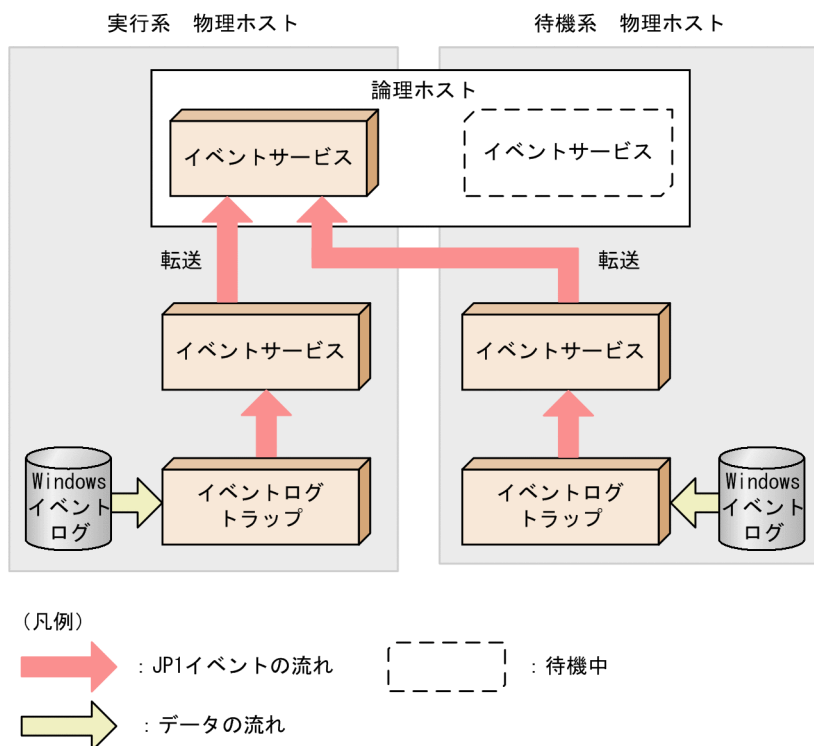 実行系 物理ホスト
待機系 物理ホスト
論理ホスト
イベントサービス
イベントサービス
転送
転送
イベントサービス
イベントサービス
Windows
イベント
ログ
イベントログ
トラップ
イベントログ
トラップ
Windows
イベント
ログ
(凡例)
:JP1イベントの流れ
:待機中
:データの流れ